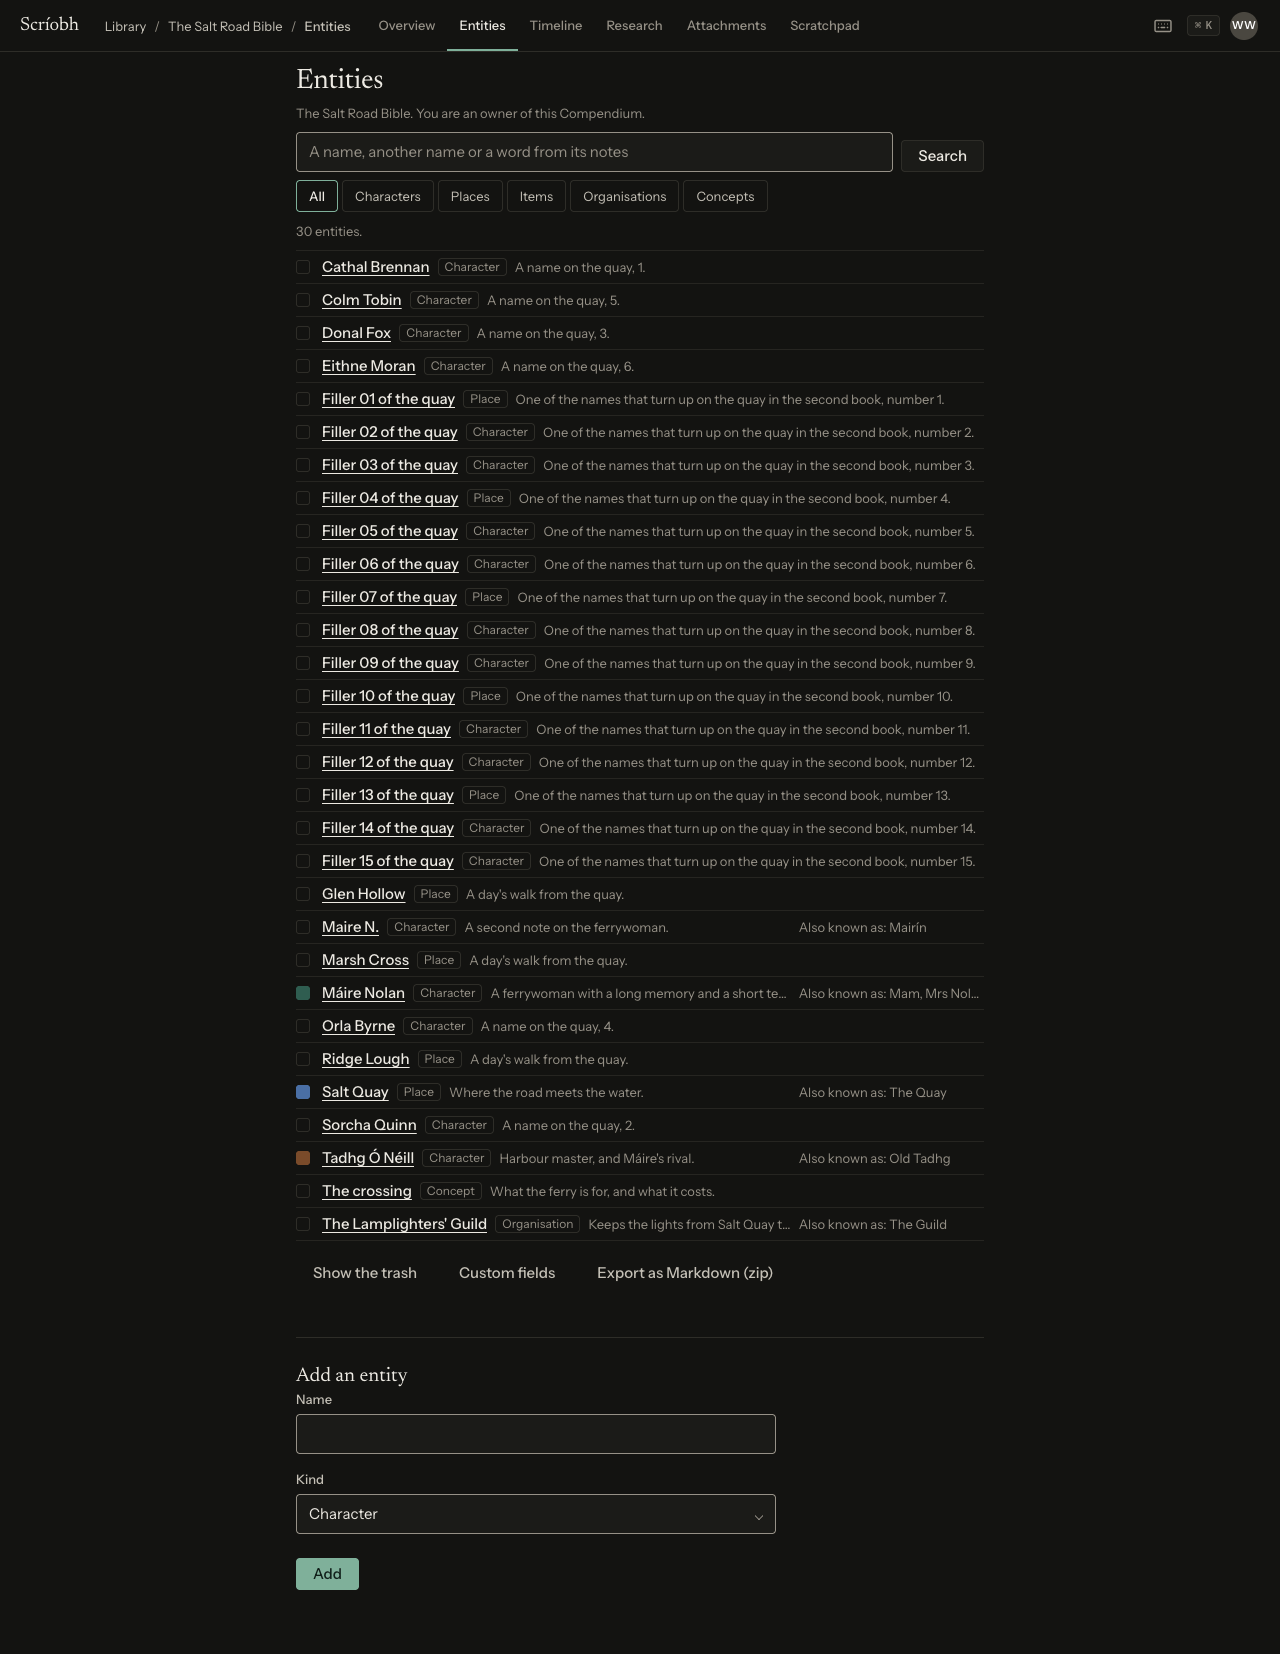 Scríobh Library / The Salt Road Bible / Entities Overview Entities Timeline Research Attachments Scratchpad ⌘ K WW
Entities
The Salt Road Bible. You are an owner of this Compendium.
A name, another name or a word from its notes Search
All Characters Places Items Organisations Concepts
30 entities.
Cathal Brennan Character A name on the quay, 1.
Colm Tobin Character A name on the quay, 5.
Donal Fox Character A name on the quay, 3.
Eithne Moran Character A name on the quay, 6.
Filler 01 of the quay Place One of the names that turn up on the quay in the second book, number 1.
Filler 02 of the quay Character One of the names that turn up on the quay in the second book, number 2.
Filler 03 of the quay Character One of the names that turn up on the quay in the second book, number 3.
Filler 04 of the quay Place One of the names that turn up on the quay in the second book, number 4.
Filler 05 of the quay Character One of the names that turn up on the quay in the second book, number 5.
Filler 06 of the quay Character One of the names that turn up on the quay in the second book, number 6.
Filler 07 of the quay Place One of the names that turn up on the quay in the second book, number 7.
Filler 08 of the quay Character One of the names that turn up on the quay in the second book, number 8.
Filler 09 of the quay Character One of the names that turn up on the quay in the second book, number 9.
Filler 10 of the quay Place One of the names that turn up on the quay in the second book, number 10.
Filler 11 of the quay Character One of the names that turn up on the quay in the second book, number 11.
Filler 12 of the quay Character One of the names that turn up on the quay in the second book, number 12.
Filler 13 of the quay Place One of the names that turn up on the quay in the second book, number 13.
Filler 14 of the quay Character One of the names that turn up on the quay in the second book, number 14.
Filler 15 of the quay Character One of the names that turn up on the quay in the second book, number 15.
Glen Hollow Place A day's walk from the quay.
Maire N. Character A second note on the ferrywoman. Also known as: Mairín
Marsh Cross Place A day's walk from the quay.
Máire Nolan Character A ferrywoman with a long memory and a short te... Also known as: Mam, Mrs Nol...
Orla Byrne Character A name on the quay, 4.
Ridge Lough Place A day's walk from the quay.
Salt Quay Place Where the road meets the water. Also known as: The Quay
Sorcha Quinn Character A name on the quay, 2.
Tadhg Ó Néill Character Harbour master, and Máire's rival. Also known as: Old Tadhg
The crossing Concept What the ferry is for, and what it costs.
The Lamplighters' Guild Organisation Keeps the lights from Salt Quay t... Also known as: The Guild
Show the trash Custom fields Export as Markdown (zip)
Add an entity
Name
Kind
Character
Add